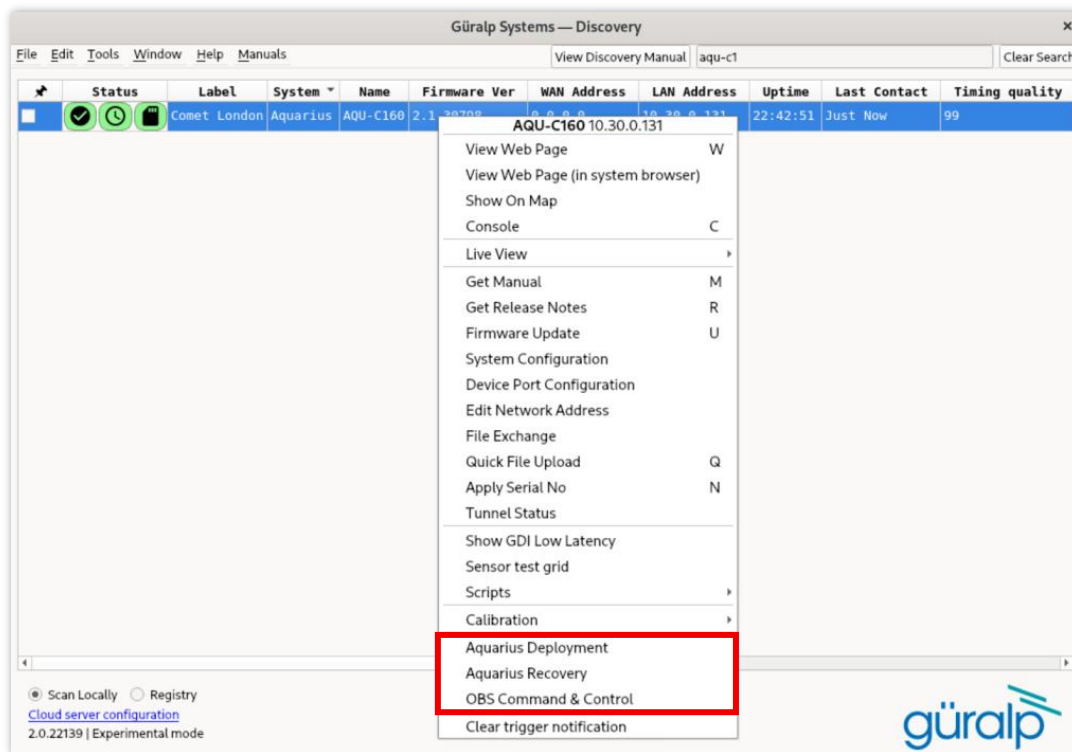 Güralp Systems — Discovery
File Edit Tools Window Help Manuals View Discovery Manual aqu-c1 Clear Search
Status Label System Name Firmware Ver WAN Address LAN Address Uptime Last Contact Timing quality
Comet London Aquarius AQU-C160 22:42:51 Just Now 99
AQU-C160 10.30.0.131
View Web Page W
View Web Page (in system browser)
Show On Map
Console C
Live View
Get Manual M
Get Release Notes R
Firmware Update U
System Configuration
Device Port Configuration
Edit Network Address
File Exchange
Quick File Upload Q
Apply Serial No N
Tunnel Status
Show GDI Low Latency
Sensor test grid
Scripts
Calibration
Aquarius Deployment
Aquarius Recovery
OBS Command & Control
Clear trigger notification
Scan Locally Registry
Cloud server configuration
2.0.22139 | Experimental mode
güralp